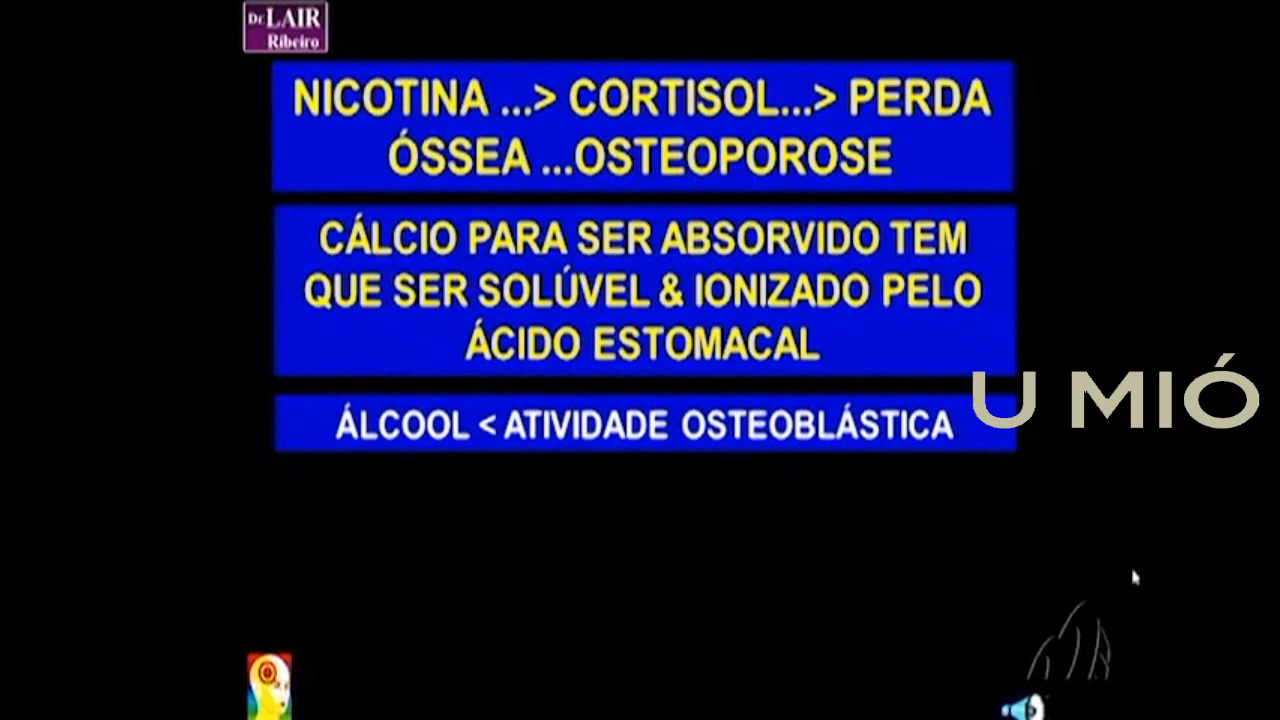 Dr. LAIR
Ribeiro
NICOTINA ...> CORTISOL...> PERDA
ÓSSEA ...OSTEOPOROSE
CÁLCIO PARA SER ABSORVIDO TEM
QUE SER SOLÚVEL & IONIZADO PELO
ÁCIDO ESTOMACAL
U MIÓ
ÁLCOOL < ATIVIDADE OSTEOBLÁSTICA